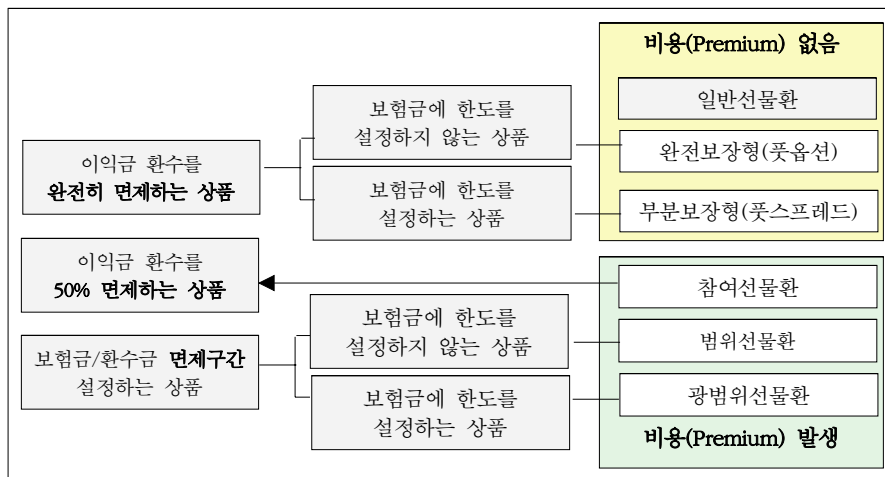 비용(Premium) 없음
일반선물환
보험금에 한도를
설정하지 않는 상품
완전보장형(풋옵션)
이익금 환수를
완전히 면제하는 상품
보험금에 한도를
설정하는 상품
부분보장형(풋스프레드)
이익금 환수를
50% 면제하는 상품
참여선물환
보험금에 한도를
설정하지 않는 상품
범위선물환
보험금/환수금 면제구간
설정하는 상품
보험금에 한도를
설정하는 상품
광범위선물환
비용(Premium) 발생